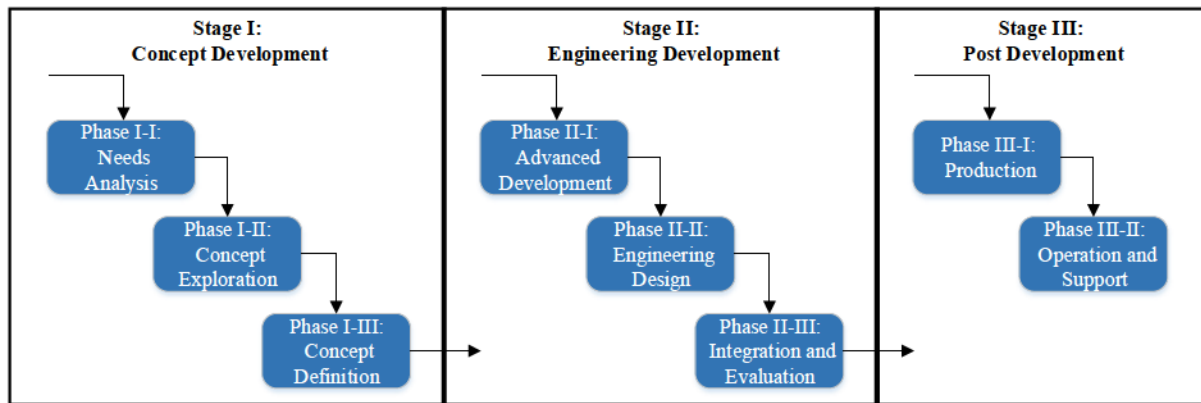 Stage I:
Concept Development
Phase I-I:
Needs
Analysis
Phase I-II:
Concept
Exploration
Phase I-III:
Concept
Definition
Stage II:
Engineering Development
Phase II-I:
Advanced
Development
Phase II-II:
Engineering
Design
Phase II-III:
Integration and
Evaluation
Stage III:
Post Development
Phase III-I:
Production
Phase III-II:
Operation and
Support